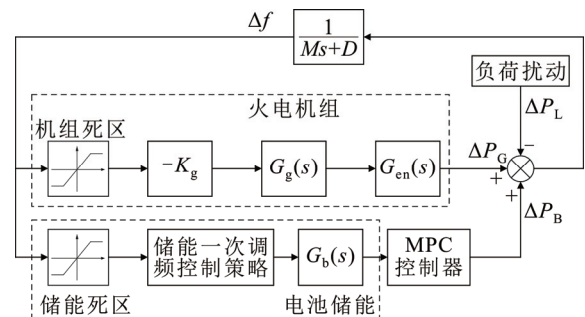 Δf
1
Ms+D
负荷扰动
火电机组
ΔP_L
机组死区
−K_g
G_g(s)
G_en(s)
ΔP_G
−
+
+
ΔP_B
储能一次调
频控制策略
G_b(s)
MPC
控制器
储能死区
电池储能